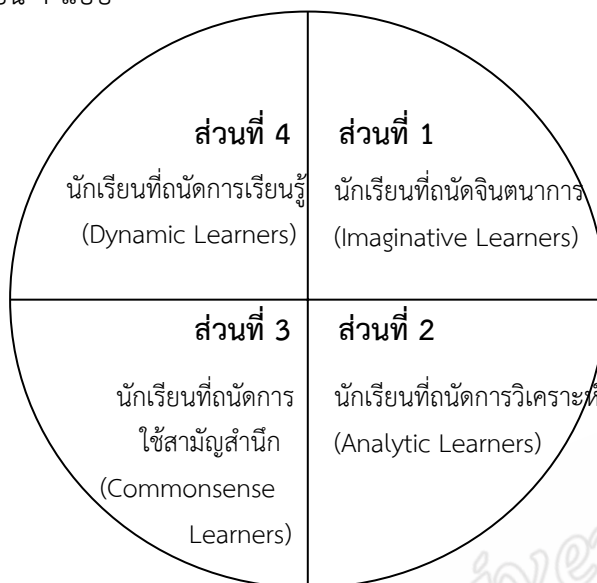 ส่วนที่ 4
นักเรียนที่ถนัดการเรียนรู้
(Dynamic Learners)
ส่วนที่ 1
นักเรียนที่ถนัดจินตนาการ
(Imaginative Learners)
ส่วนที่ 3
นักเรียนที่ถนัดการ
ใช้สามัญสำนึก
(Commonsense
Learners)
ส่วนที่ 2
นักเรียนที่ถนัดการวิเคราะห์
(Analytic Learners)